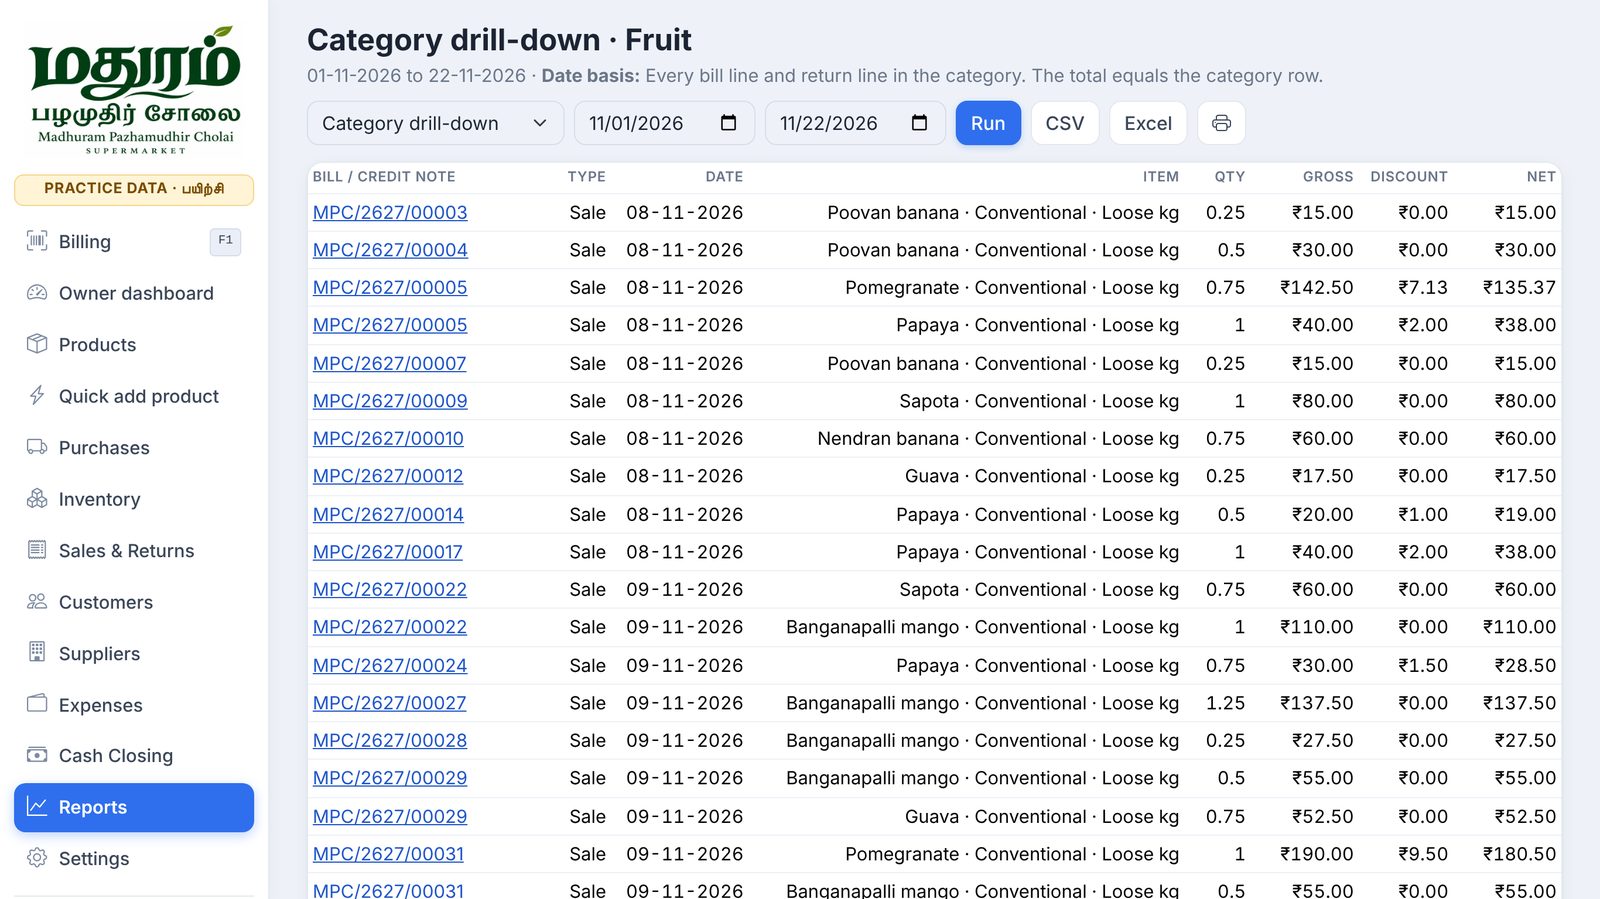 மதுரம்
பழமுதிர் சோலை
Madhuram Pazhamudhir Cholai
SUPERMARKET
PRACTICE DATA · பயிற்சி
Billing F1
Owner dashboard
Products
Quick add product
Purchases
Inventory
Sales & Returns
Customers
Suppliers
Expenses
Cash Closing
Reports
Settings
Category drill-down · Fruit
01-11-2026 to 22-11-2026 · Date basis: Every bill line and return line in the category. The total equals the category row.
Category drill-down 11/01/2026 11/22/2026 Run CSV Excel
BILL / CREDIT NOTE TYPE DATE ITEM QTY GROSS DISCOUNT NET
MPC/2627/00003 Sale 08-11-2026 Poovan banana · Conventional · Loose kg 0.25 ₹15.00 ₹0.00 ₹15.00
MPC/2627/00004 Sale 08-11-2026 Poovan banana · Conventional · Loose kg 0.5 ₹30.00 ₹0.00 ₹30.00
MPC/2627/00005 Sale 08-11-2026 Pomegranate · Conventional · Loose kg 0.75 ₹142.50 ₹7.13 ₹135.37
MPC/2627/00005 Sale 08-11-2026 Papaya · Conventional · Loose kg 1 ₹40.00 ₹2.00 ₹38.00
MPC/2627/00007 Sale 08-11-2026 Poovan banana · Conventional · Loose kg 0.25 ₹15.00 ₹0.00 ₹15.00
MPC/2627/00009 Sale 08-11-2026 Sapota · Conventional · Loose kg 1 ₹80.00 ₹0.00 ₹80.00
MPC/2627/00010 Sale 08-11-2026 Nendran banana · Conventional · Loose kg 0.75 ₹60.00 ₹0.00 ₹60.00
MPC/2627/00012 Sale 08-11-2026 Guava · Conventional · Loose kg 0.25 ₹17.50 ₹0.00 ₹17.50
MPC/2627/00014 Sale 08-11-2026 Papaya · Conventional · Loose kg 0.5 ₹20.00 ₹1.00 ₹19.00
MPC/2627/00017 Sale 08-11-2026 Papaya · Conventional · Loose kg 1 ₹40.00 ₹2.00 ₹38.00
MPC/2627/00022 Sale 09-11-2026 Sapota · Conventional · Loose kg 0.75 ₹60.00 ₹0.00 ₹60.00
MPC/2627/00022 Sale 09-11-2026 Banganapalli mango · Conventional · Loose kg 1 ₹110.00 ₹0.00 ₹110.00
MPC/2627/00024 Sale 09-11-2026 Papaya · Conventional · Loose kg 0.75 ₹30.00 ₹1.50 ₹28.50
MPC/2627/00027 Sale 09-11-2026 Banganapalli mango · Conventional · Loose kg 1.25 ₹137.50 ₹0.00 ₹137.50
MPC/2627/00028 Sale 09-11-2026 Banganapalli mango · Conventional · Loose kg 0.25 ₹27.50 ₹0.00 ₹27.50
MPC/2627/00029 Sale 09-11-2026 Banganapalli mango · Conventional · Loose kg 0.5 ₹55.00 ₹0.00 ₹55.00
MPC/2627/00029 Sale 09-11-2026 Guava · Conventional · Loose kg 0.75 ₹52.50 ₹0.00 ₹52.50
MPC/2627/00031 Sale 09-11-2026 Pomegranate · Conventional · Loose kg 1 ₹190.00 ₹9.50 ₹180.50
MPC/2627/00031 Sale 09-11-2026 Banganapalli mango · Conventional · Loose kg 0.5 ₹55.00 ₹0.00 ₹55.00